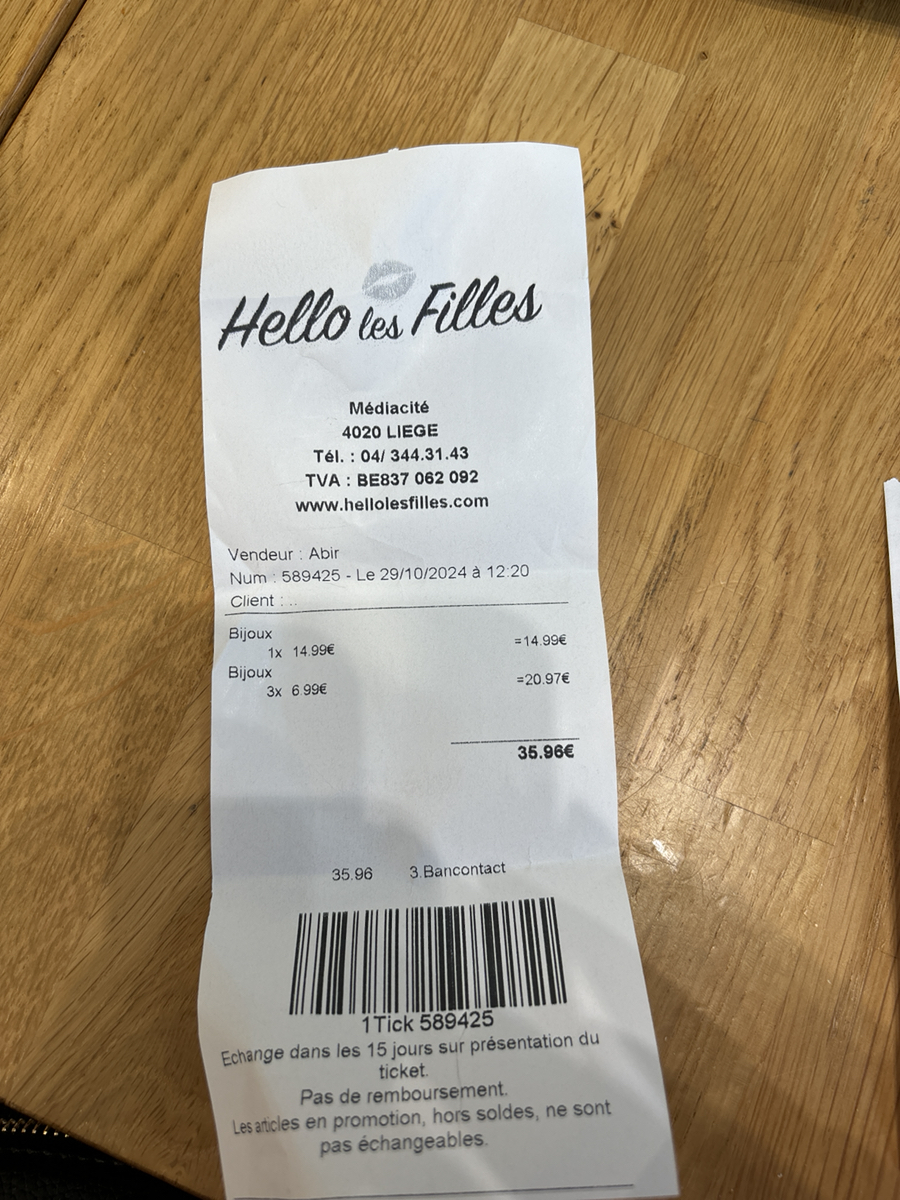 Hello les Filles
Médiacité
4020 LIEGE
Tél. : 04/ 344.31.43
TVA : BE837 062 092
www.hellolesfilles.com
Vendeur : Abir
Num : 589425 - Le 29/10/2024 à 12:20
Client : ..
Bijoux
1x 14.99€ =14.99€
Bijoux
3x 6.99€ =20.97€
35.96€
35.96 3.Bancontact
1Tick 589425
Echange dans les 15 jours sur présentation du
ticket.
Pas de remboursement.
Les articles en promotion, hors soldes, ne sont
pas échangeables.